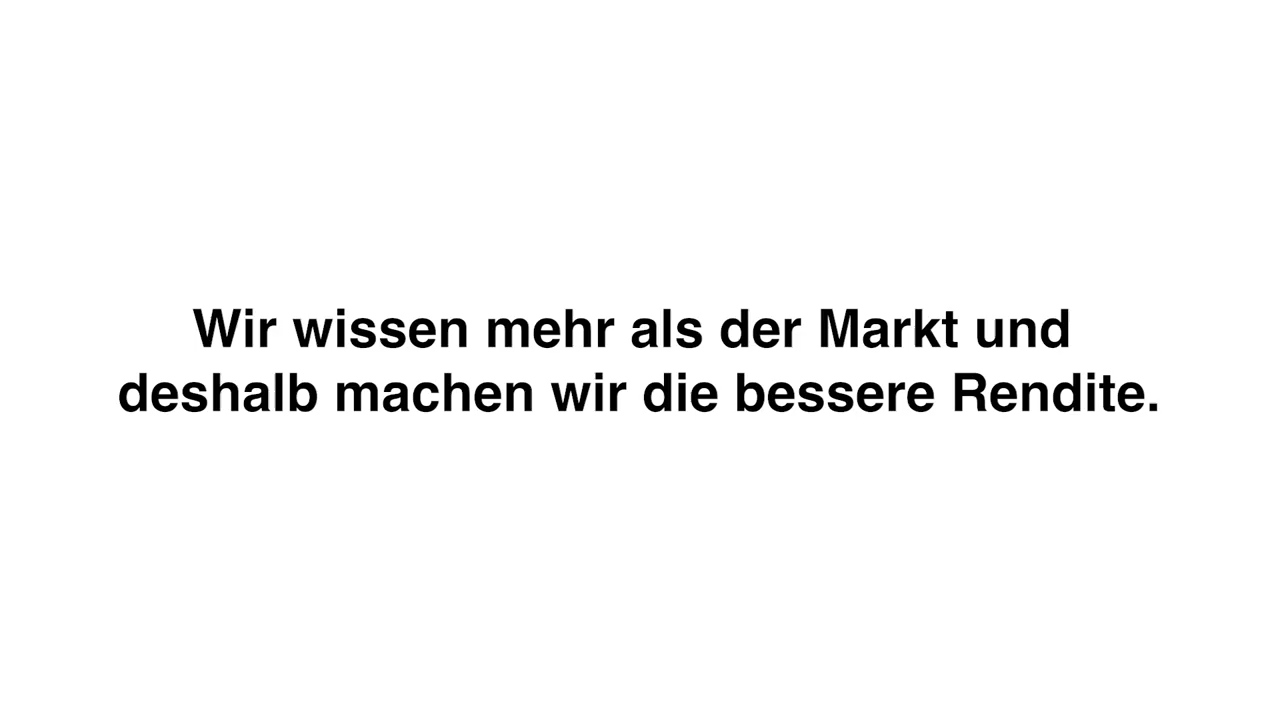 Wir wissen mehr als der Markt und
deshalb machen wir die bessere Rendite.